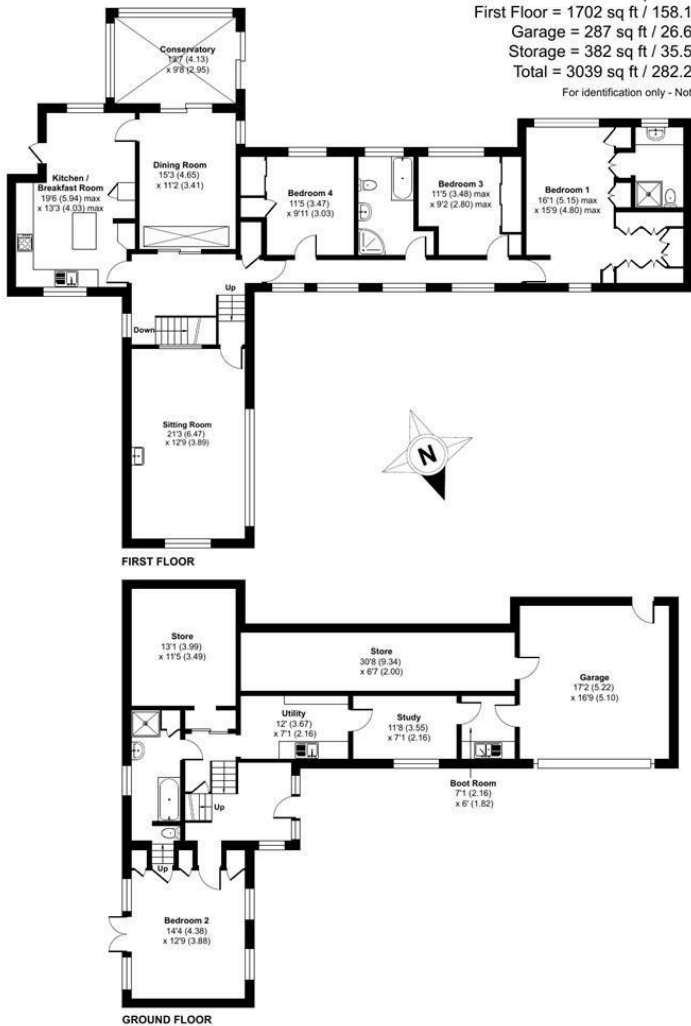 First Floor = 1702 sq ft / 158.1
Garage = 287 sq ft / 26.6
Storage = 382 sq ft / 35.5
Total = 3039 sq ft / 282.2
For identification only - Not
Conservatory
13'7 (4.13)
x 9'8 (2.95)
Kitchen /
Breakfast Room
19'6 (5.94) max
x 13'3 (4.03) max
Dining Room
15'3 (4.65)
x 11'2 (3.41)
Bedroom 4
11'5 (3.47)
x 9'11 (3.03)
Bedroom 3
11'5 (3.48) max
x 9'2 (2.80) max
Bedroom 1
16'1 (5.15) max
x 15'9 (4.80) max
Up
Down
Sitting Room
21'3 (6.47)
x 12'9 (3.89)
N
FIRST FLOOR
Store
13'1 (3.99)
x 11'5 (3.49)
Store
30'8 (9.34)
x 6'7 (2.00)
Garage
17'2 (5.22)
x 16'9 (5.10)
Utility
12' (3.67)
x 7'1 (2.16)
Study
11'8 (3.55)
x 7'1 (2.16)
Boot Room
7'1 (2.16)
x 6' (1.82)
Up
Up
Bedroom 2
14'4 (4.38)
x 12'9 (3.88)
GROUND FLOOR